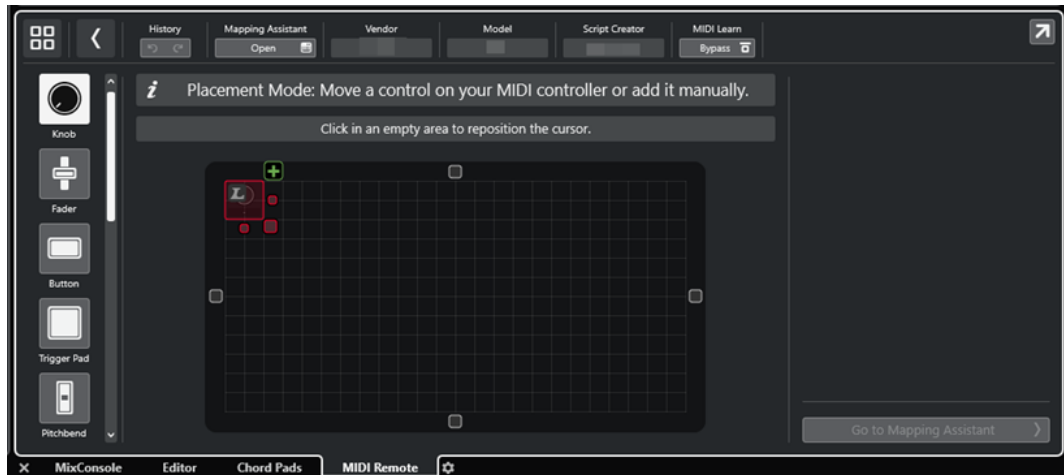 History
Mapping Assistant
Vendor
Model
Script Creator
MIDI Learn
Open
Bypass
i Placement Mode: Move a control on your MIDI controller or add it manually.
Click in an empty area to reposition the cursor.
Knob
Fader
Button
Trigger Pad
Pitchbend
L
Go to Mapping Assistant
MixConsole Editor Chord Pads MIDI Remote